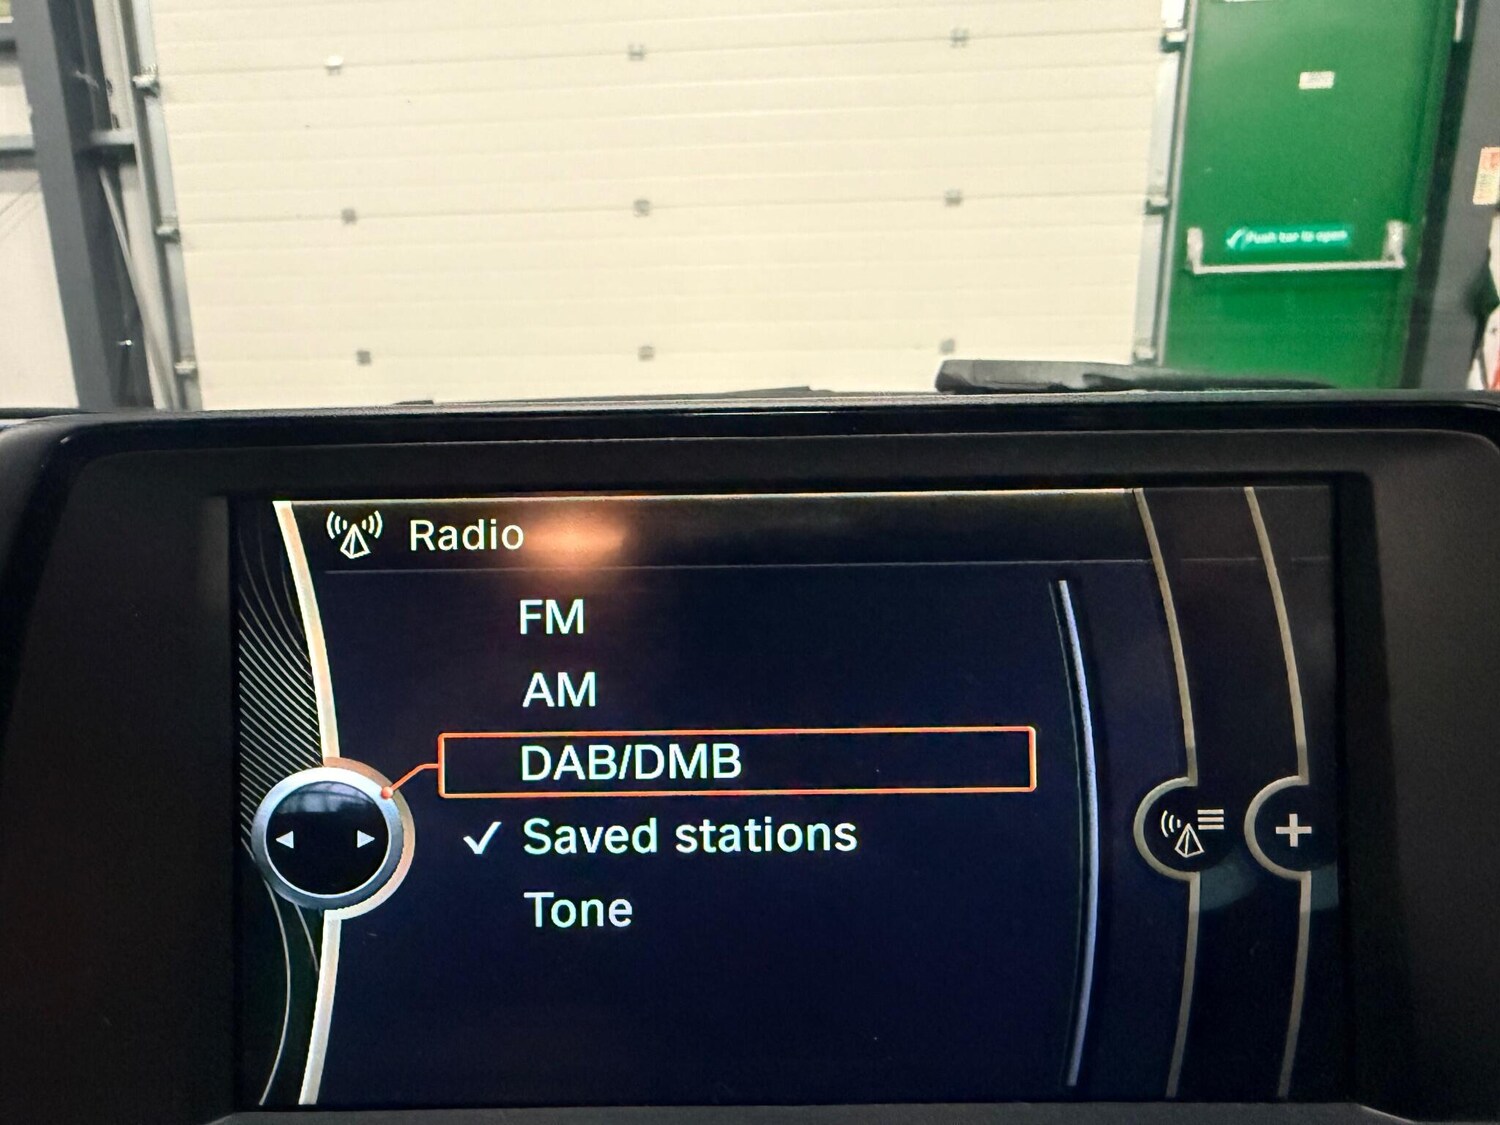 Push bar to open
Radio
FM
AM
DAB/DMB
✓ Saved stations
Tone